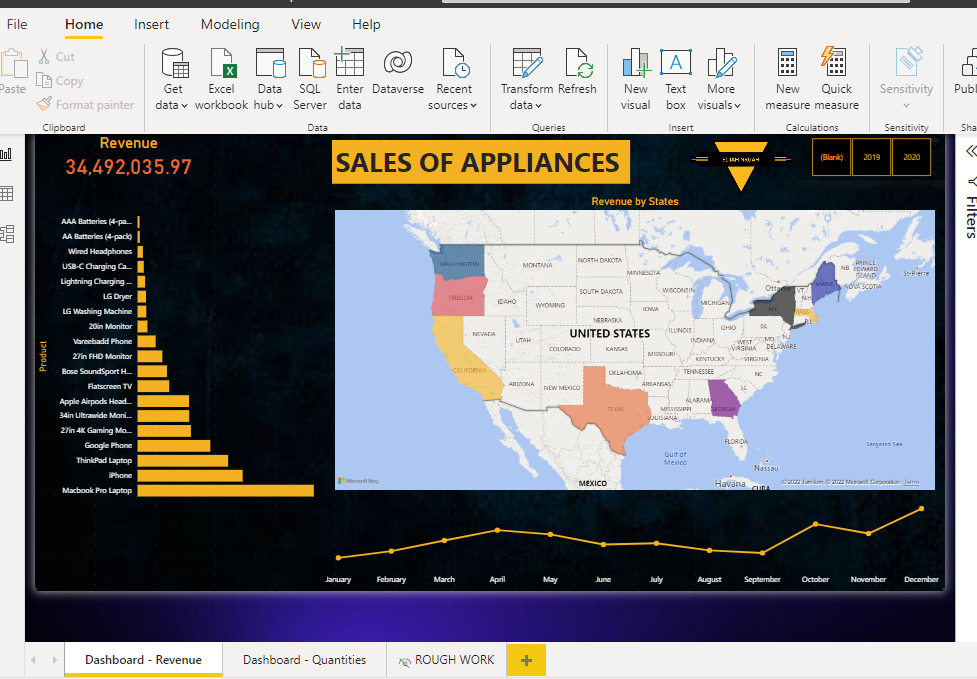 File Home Insert Modeling View Help
Paste
Cut
Copy
Format painter
Get data
Excel workbook
Data hub
SQL Server
Enter data
Dataverse
Recent sources
Transform data
Refresh
New visual
Text box
More visuals
New measure
Quick measure
Sensitivity
Publ
Clipboard
Data
Queries
Insert
Calculations
Sensitivity
Sha
Revenue
34,492,035.97
SALES OF APPLIANCES
ELIJAH NKUAH
(Blank) 2019 2020
Filters
Product
AAA Batteries (4-pa...
AA Batteries (4-pack)
Wired Headphones
USB-C Charging Ca...
Lightning Charging ...
LG Dryer
LG Washing Machine
20in Monitor
Vareebadd Phone
27in FHD Monitor
Bose SoundSport H...
Flatscreen TV
Apple Airpods Head...
34in Ultrawide Moni...
27in 4K Gaming Mo...
Google Phone
ThinkPad Laptop
iPhone
Macbook Pro Laptop
Revenue by States
WASHINGTON
MONTANA
NORTH DAKOTA
MINNESOTA
Ottawa
NB
PRINCE EDWARD ISLAND
St-Pierre
MAINE
NOVA SCOTIA
OREGON
IDAHO
SOUTH DAKOTA
WISCONSIN
MICHIGAN
VT
N.H.
WYOMING
IOWA
NY
MASS
R.I.
NEBRASKA
NEVADA
UNITED STATES
ILLINOIS
OHIO
PA
NJ
UTAH
COLORADO
KANSAS
INDIANA
MD
WEST VIRGINIA
DELAWARE
MISSOURI
KENTUCKY
VIRGINIA
CALIFORNIA
OKLAHOMA
TENNESSEE
NC
ARIZONA
NEW MEXICO
ARKANSAS
SC
ALABAMA
TEXAS
MISSISSIPPI
GEORGIA
LOUISIANA
FLORIDA
Sargasso Sea
Gulf of Mexico
Nassau
MEXICO
Havana
CUBA
Microsoft Bing
© 2022 TomTom, © 2022 Microsoft Corporation Terms
January February March April May June July August September October November December
Dashboard - Revenue
Dashboard - Quantities
ROUGH WORK
+